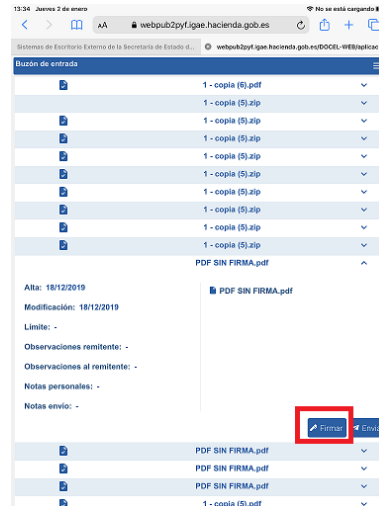 13:34 Jueves 2 de enero
No se está cargando
AA webpub2pyf.igae.hacienda.gob.es
Sistemas de Escritorio Externo de la Secretaría de Estado d...
webpub2pyf.igae.hacienda.gob.es/DOCEL-WEB/aplicac
Buzón de entrada
1 - copia (6).pdf
1 - copia (5).zip
1 - copia (5).zip
1 - copia (5).zip
1 - copia (5).zip
1 - copia (5).zip
1 - copia (5).zip
1 - copia (5).zip
1 - copia (5).zip
1 - copia (5).zip
PDF SIN FIRMA.pdf
Alta: 18/12/2019
PDF SIN FIRMA.pdf
Modificación: 18/12/2019
Limite: -
Observaciones remitente: -
Observaciones al remitente: -
Notas personales: -
Notas envío: -
Firmar
Envia
PDF SIN FIRMA.pdf
PDF SIN FIRMA.pdf
PDF SIN FIRMA.pdf
1 - copia (5).pdf